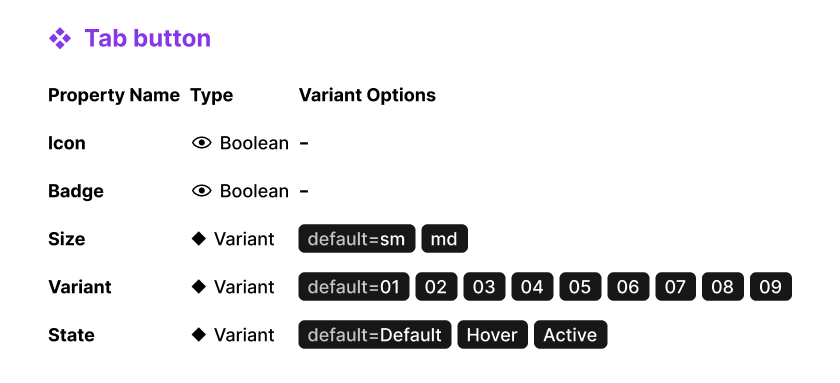 Tab button
Property Name Type Variant Options
Icon Boolean -
Badge Boolean -
Size Variant default=sm md
Variant Variant default=01 02 03 04 05 06 07 08 09
State Variant default=Default Hover Active